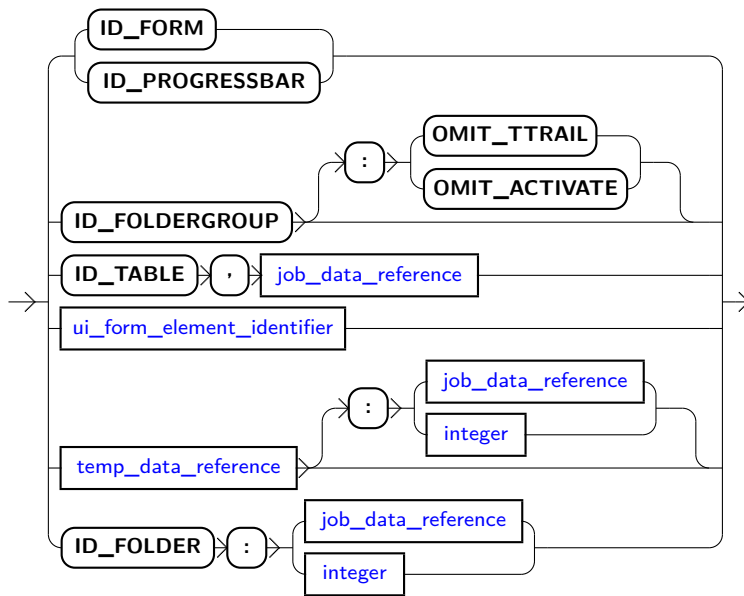 ID_FORM
ID_PROGRESSBAR
: OMIT_TTRAIL
OMIT_ACTIVATE
ID_FOLDERGROUP
ID_TABLE , job_data_reference
ui_form_element_identifier
: job_data_reference
integer
temp_data_reference
job_data_reference
ID_FOLDER :
integer